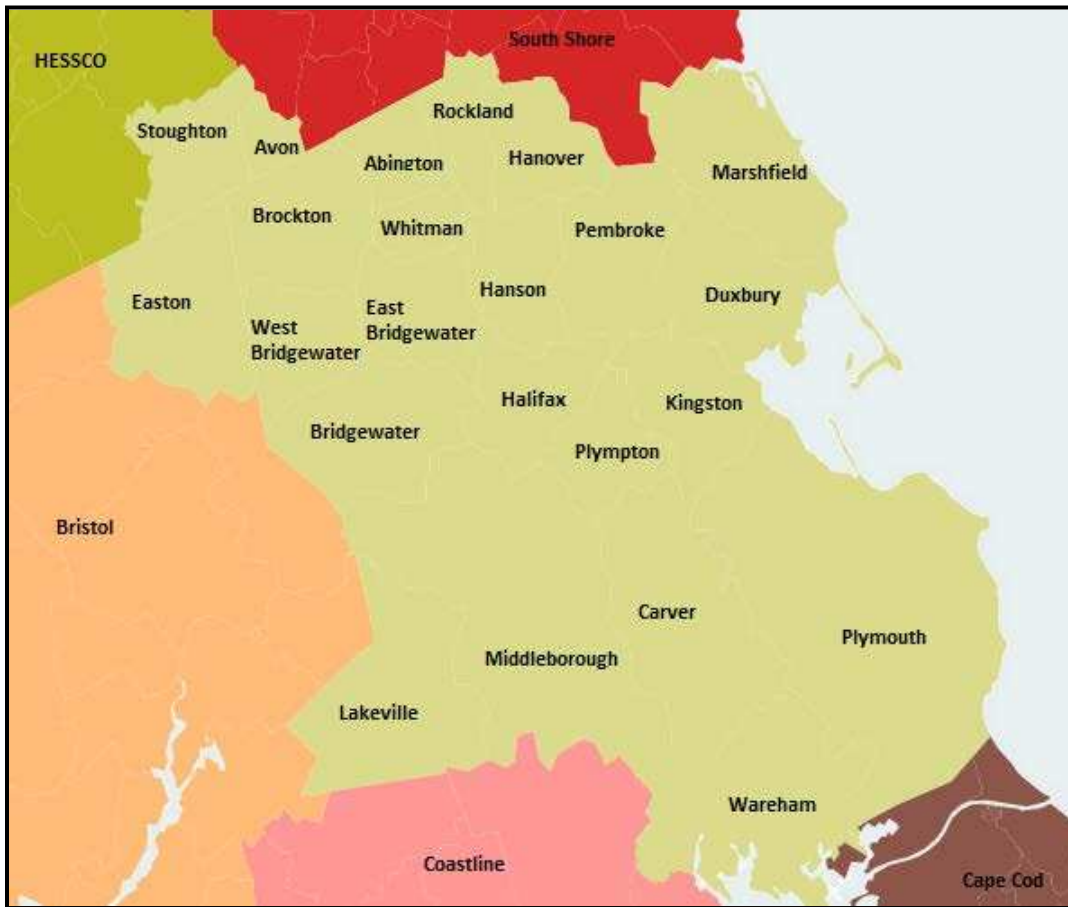 South Shore
HESSCO
Rockland
Stoughton
Avon
Abington
Hanover
Marshfield
Brockton
Whitman
Pembroke
Hanson
Duxbury
Easton
East
Bridgewater
West
Bridgewater
Halifax
Kingston
Bridgewater
Plympton
Bristol
Carver
Plymouth
Middleborough
Lakeville
Wareham
Coastline
Cape Cod